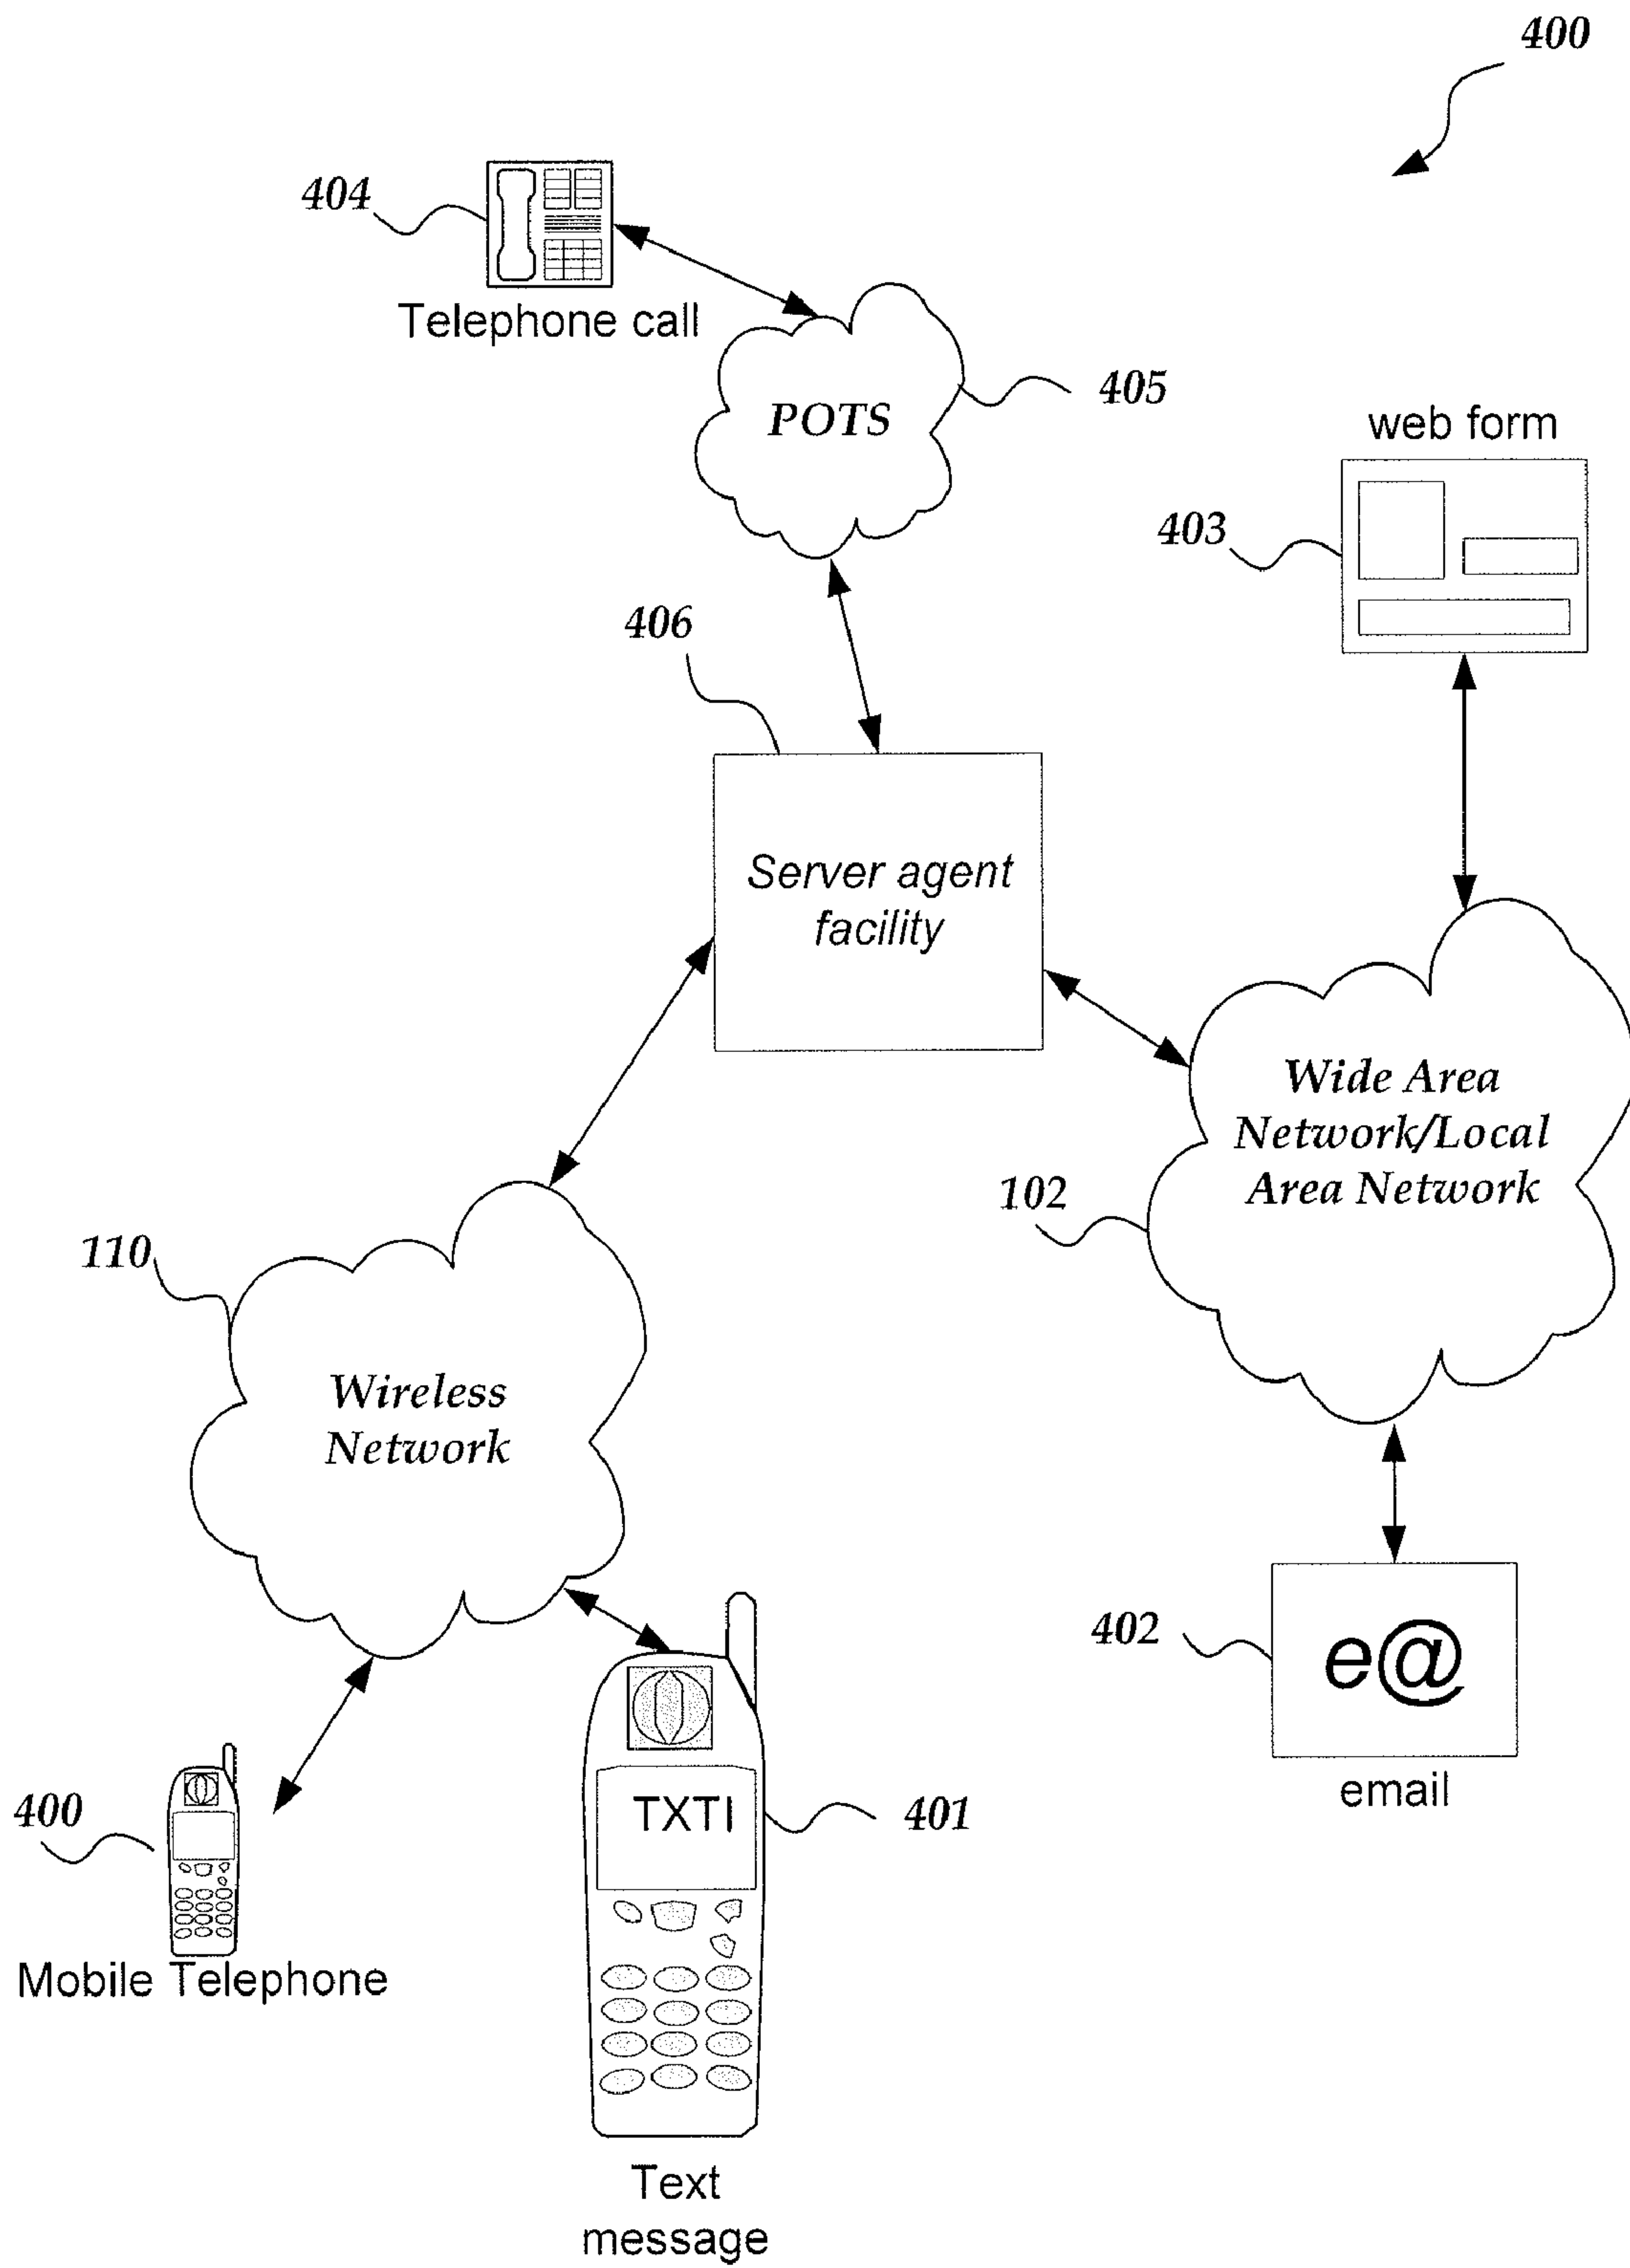 400
404
Telephone call
405
POTS
web form
403
406
Server agent
facility
Wide Area
Network/Local
Area Network
102
110
Wireless
Network
402
e@
email
400
TXTI
401
Mobile Telephone
Text
message